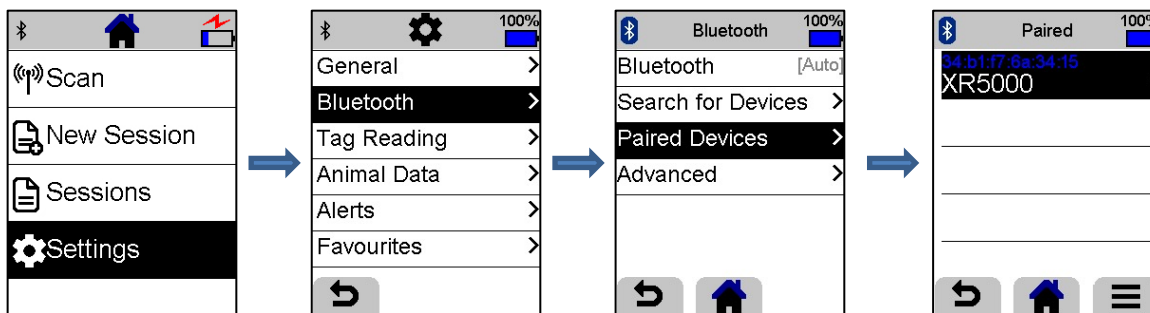 Scan
New Session
Sessions
Settings
100%
General
Bluetooth
Tag Reading
Animal Data
Alerts
Favourites
Bluetooth
100%
Bluetooth [Auto]
Search for Devices
Paired Devices
Advanced
Paired
100%
34:b1:f7:6a:34:15
XR5000